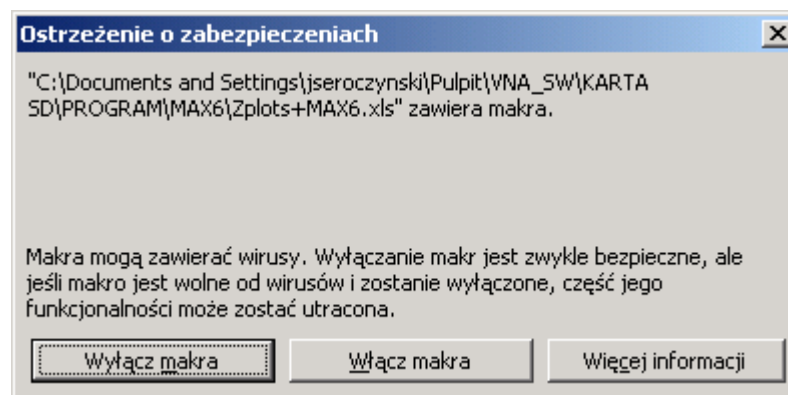 Ostrzeżenie o zabezpieczeniach
"C:\Documents and Settings\jseroczynski\Pulpit\VNA_SW\KARTA
SD\PROGRAM\MAX6\Zplots+MAX6.xls" zawiera makra.
Makra mogą zawierać wirusy. Wyłączanie makr jest zwykle bezpieczne, ale
jeśli makro jest wolne od wirusów i zostanie wyłączone, część jego
funkcjonalności może zostać utracona.
Wyłącz makra Włącz makra Więcej informacji